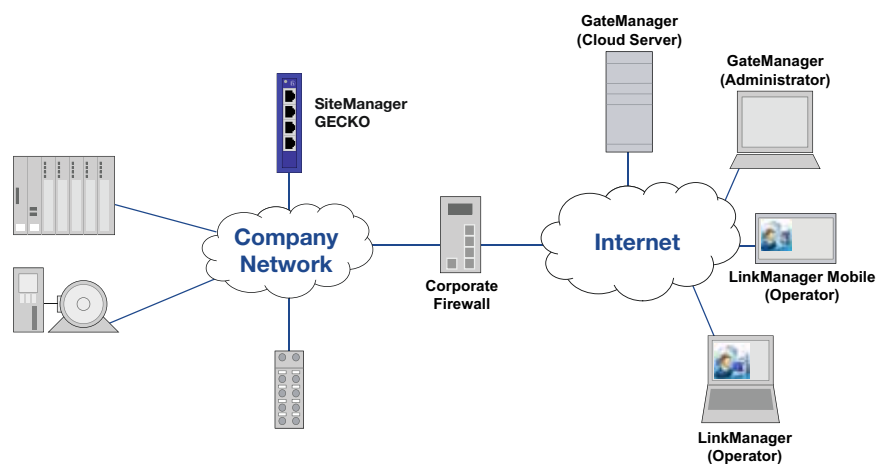 GateManager
(Cloud Server)
GateManager
(Administrator)
SiteManager
GECKO
Company
Network
Internet
Corporate
Firewall
LinkManager Mobile
(Operator)
LinkManager
(Operator)